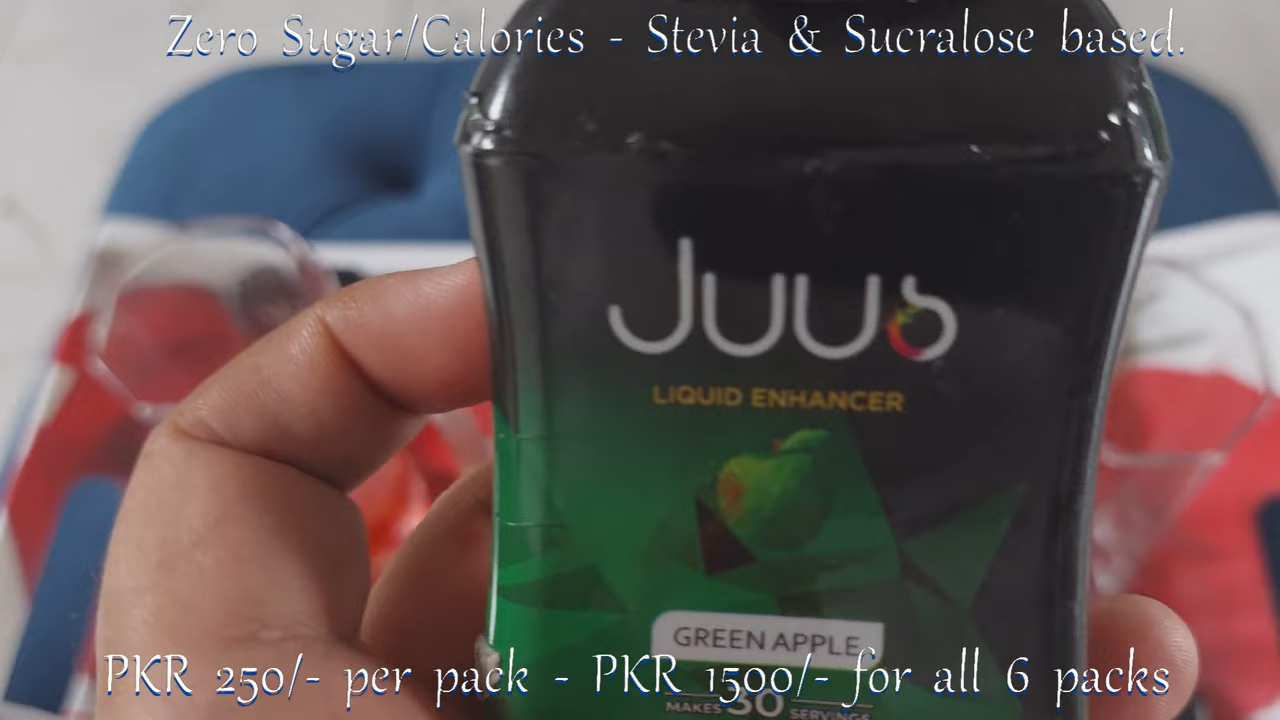 Zero Sugar/Calories - Stevia & Sucralose based.
Juus
LIQUID ENHANCER
GREEN APPLE
PKR 250/- per pack - PKR 1500/- for all 6 packs
MAKES 30 SERVINGS